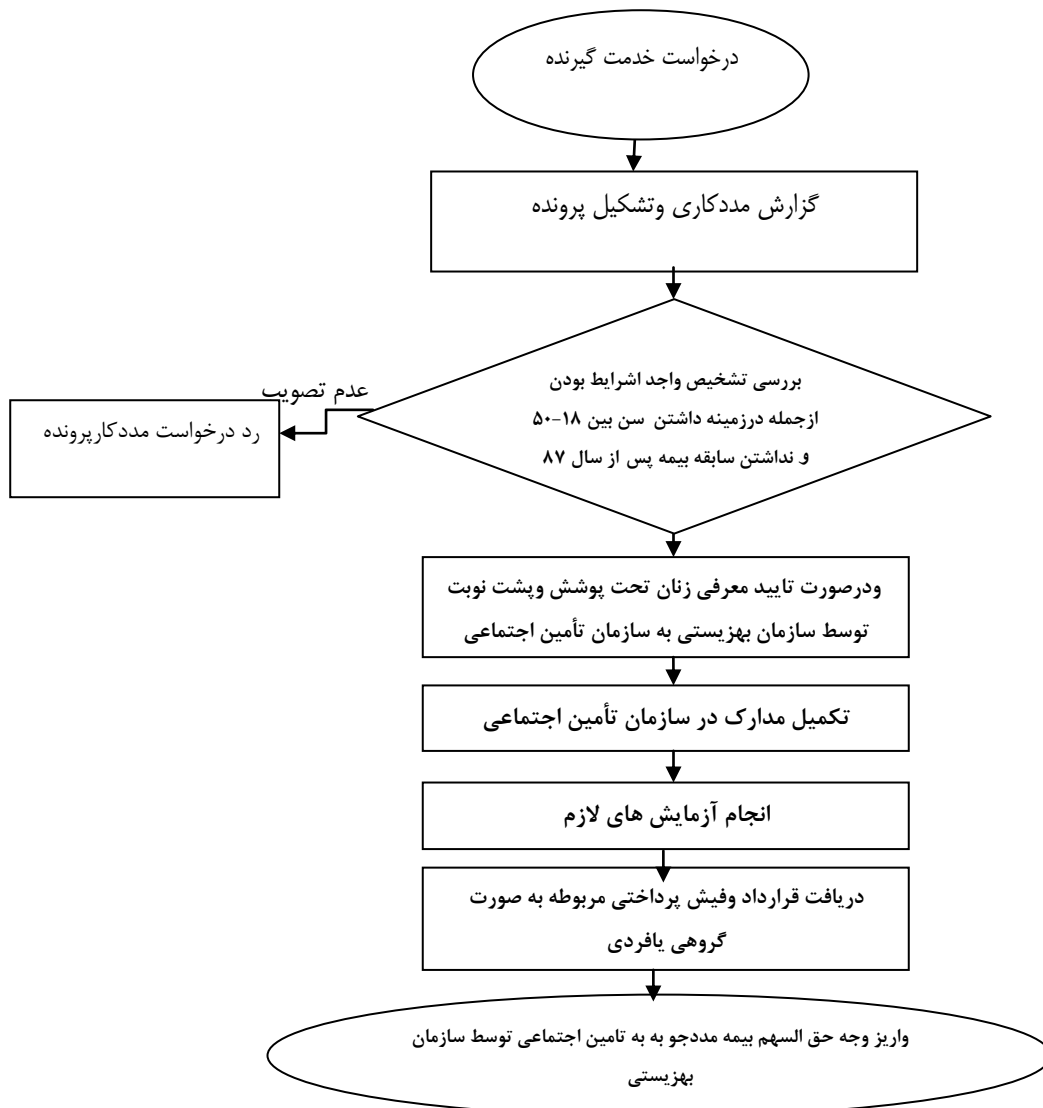 درخواست خدمت گیرنده
گزارش مددکاری وتشکیل پرونده
بررسی تشخیص واجد اشرایط بودن
ازجمله درزمینه داشتن سن بین ۱۸-۵۰
و نداشتن سابقه بیمه پس از سال ۸۷
عدم تصویب
رد درخواست مددکارپرونده
ودرصورت تایید معرفی زنان تحت پوشش وپشت نوبت
توسط سازمان بهزیستی به سازمان تأمین اجتماعی
تکمیل مدارک در سازمان تأمین اجتماعی
انجام آزمایش های لازم
دریافت قرارداد وفیش پرداختی مربوطه به صورت
گروهی یافردی
واریز وجه حق السهم بیمه مددجو به به تامین اجتماعی توسط سازمان
بهزیستی